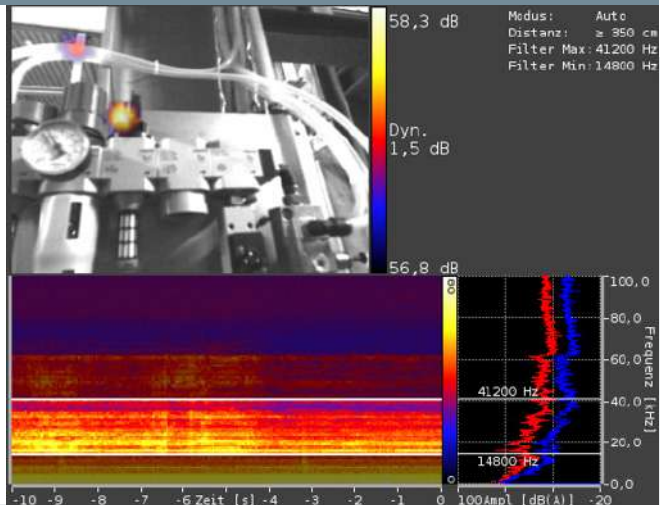 58,3 dB
Dyn.
1,5 dB
56,8 dB
Modus: Auto
Distanz: ≥ 350 cm
Filter Max: 41200 Hz
Filter Min: 14800 Hz
100,0
80,0
60,0
40,0
20,0
0,0
Frequenz [kHz]
41200 Hz
14800 Hz
-10 -9 -8 -7 -6 Zeit [s] -4 -3 -2 -1 0
100 Ampl [dB(A)] -20